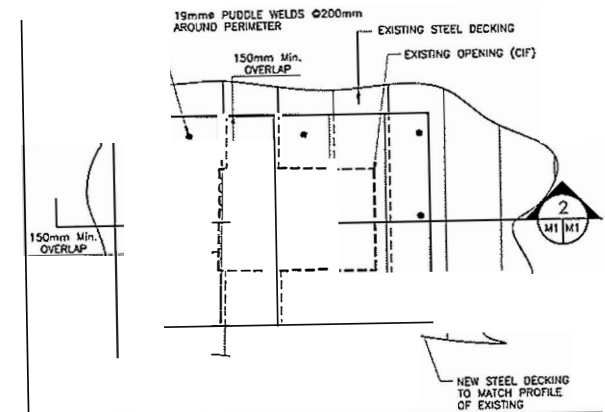 19mmø PUDDLE WELDS @200mm
AROUND PERIMETER
EXISTING STEEL DECKING
EXISTING OPENING (CIF)
150mm Min.
OVERLAP
2
M1 M1
150mm Min.
OVERLAP
NEW STEEL DECKING
TO MATCH PROFILE
OF EXISTING